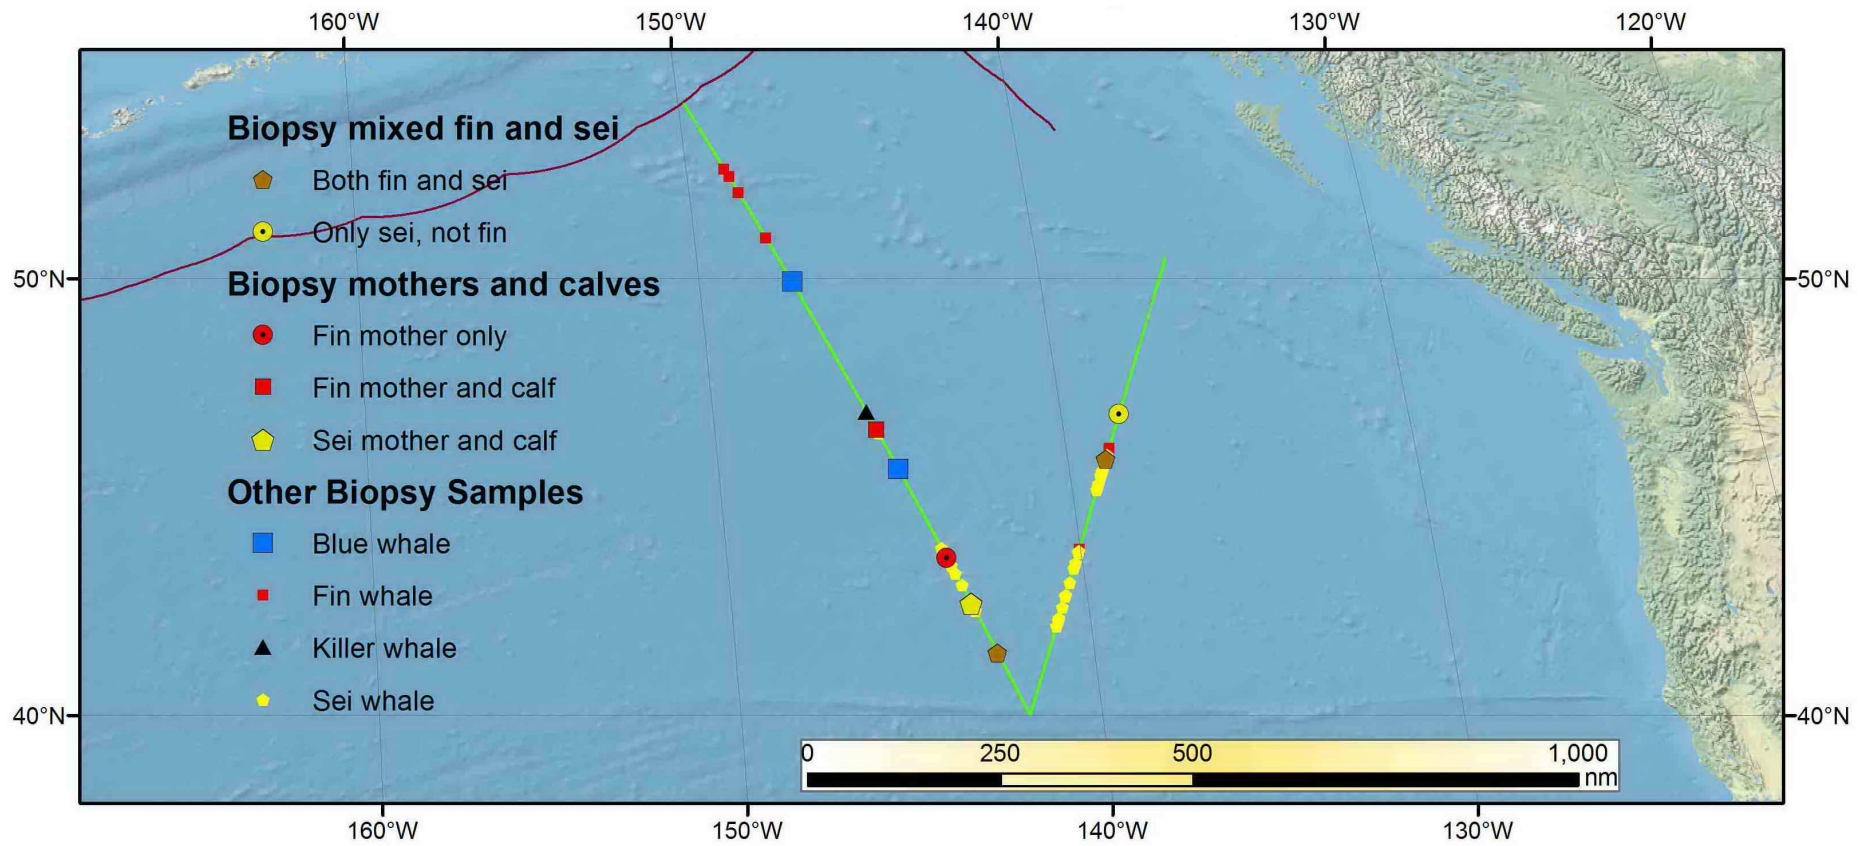 160°W 150°W 140°W 130°W 120°W
Biopsy mixed fin and sei
Both fin and sei
Only sei, not fin
50°N 50°N
Biopsy mothers and calves
Fin mother only
Fin mother and calf
Sei mother and calf
Other Biopsy Samples
Blue whale
Fin whale
Killer whale
Sei whale
40°N 40°N
0 250 500 1,000
nm
160°W 150°W 140°W 130°W